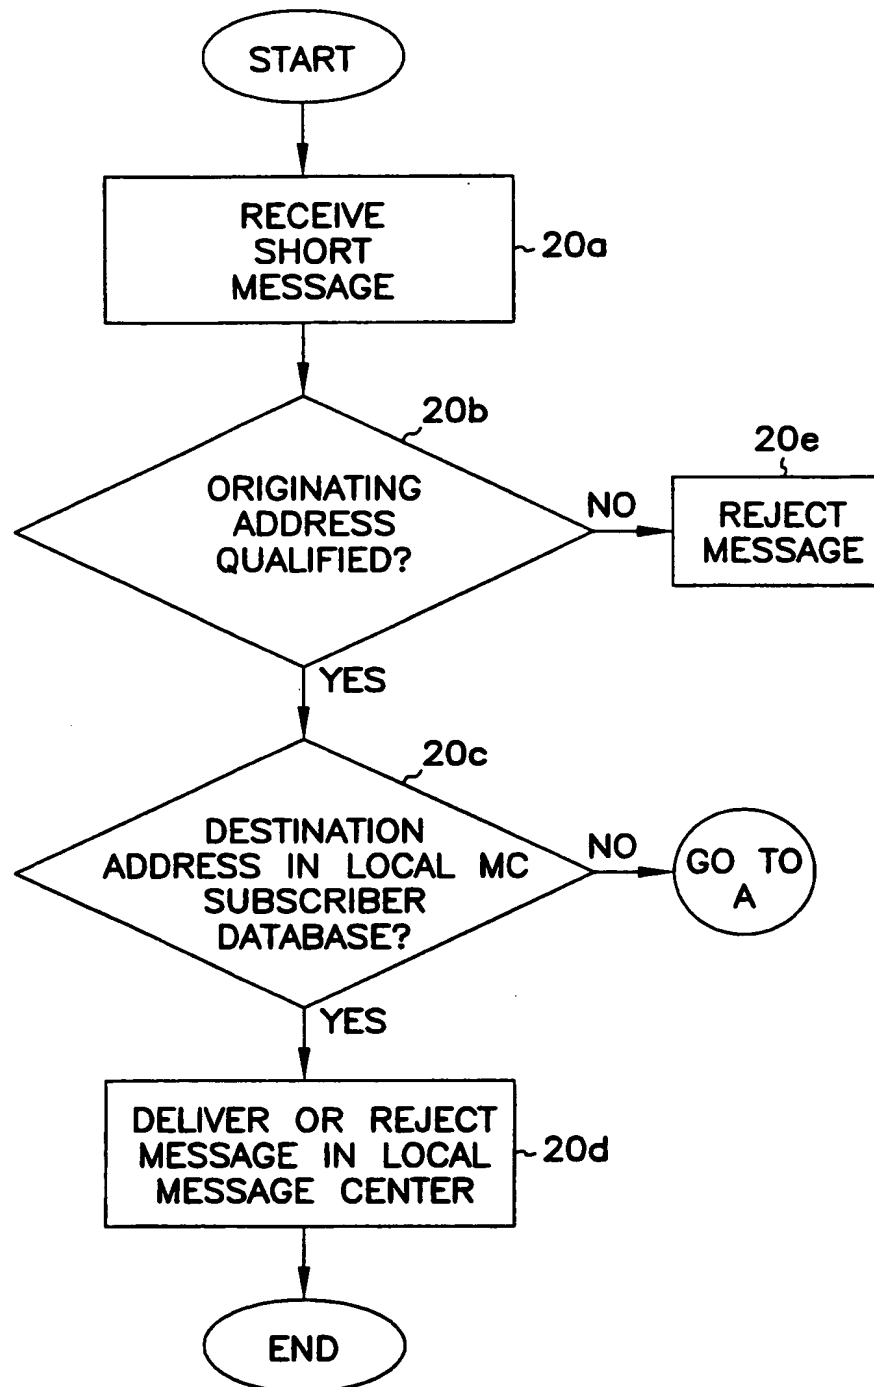 START
RECEIVE
SHORT
MESSAGE
20a
20b
ORIGINATING
ADDRESS
QUALIFIED?
NO
20e
REJECT
MESSAGE
YES
20c
DESTINATION
ADDRESS IN LOCAL MC
SUBSCRIBER
DATABASE?
NO
GO TO
A
YES
DELIVER OR REJECT
MESSAGE IN LOCAL
MESSAGE CENTER
20d
END